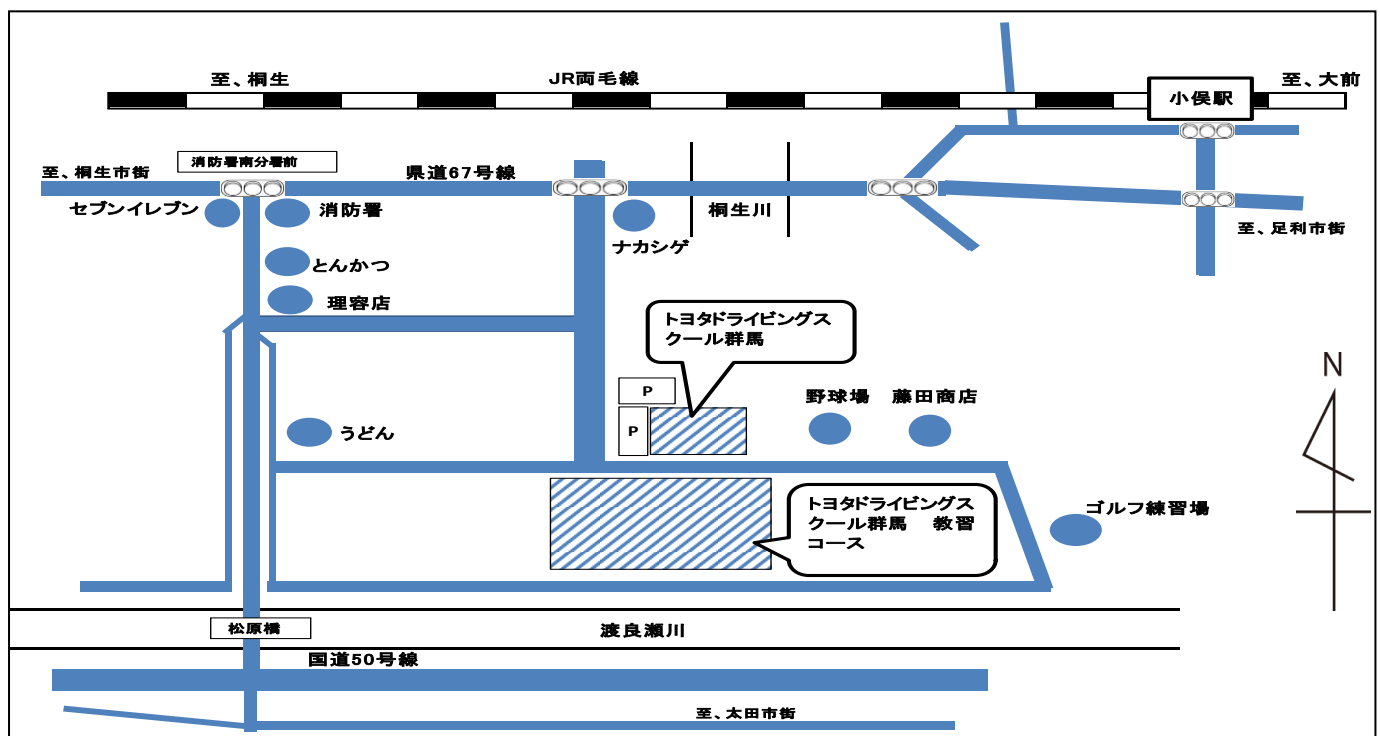 至、桐生
JR両毛線
至、大前
小俣駅
消防署南分署前
至、桐生市街
県道67号線
セブンイレブン
消防署
桐生川
至、足利市街
ナカシゲ
とんかつ
理容店
トヨタドライビングス
クール群馬
N
P
野球場
藤田商店
P
うどん
トヨタドライビングス
クール群馬 教習
コース
ゴルフ練習場
松原橋
渡良瀬川
国道50号線
至、太田市街